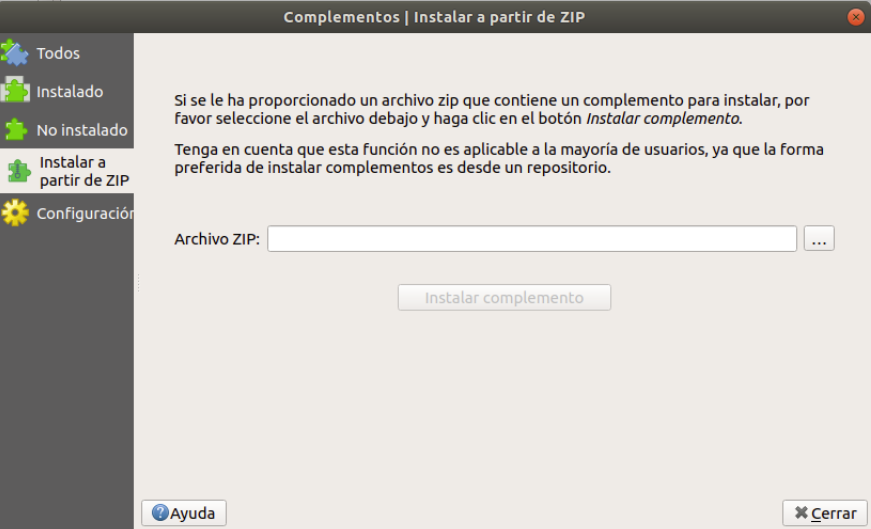 Complementos | Instalar a partir de ZIP
Todos
Instalado
No instalado
Instalar a
partir de ZIP
Configuración
Si se le ha proporcionado un archivo zip que contiene un complemento para instalar, por
favor seleccione el archivo debajo y haga clic en el botón Instalar complemento.
Tenga en cuenta que esta función no es aplicable a la mayoría de usuarios, ya que la forma
preferida de instalar complementos es desde un repositorio.
Archivo ZIP:
...
Instalar complemento
Ayuda
Cerrar